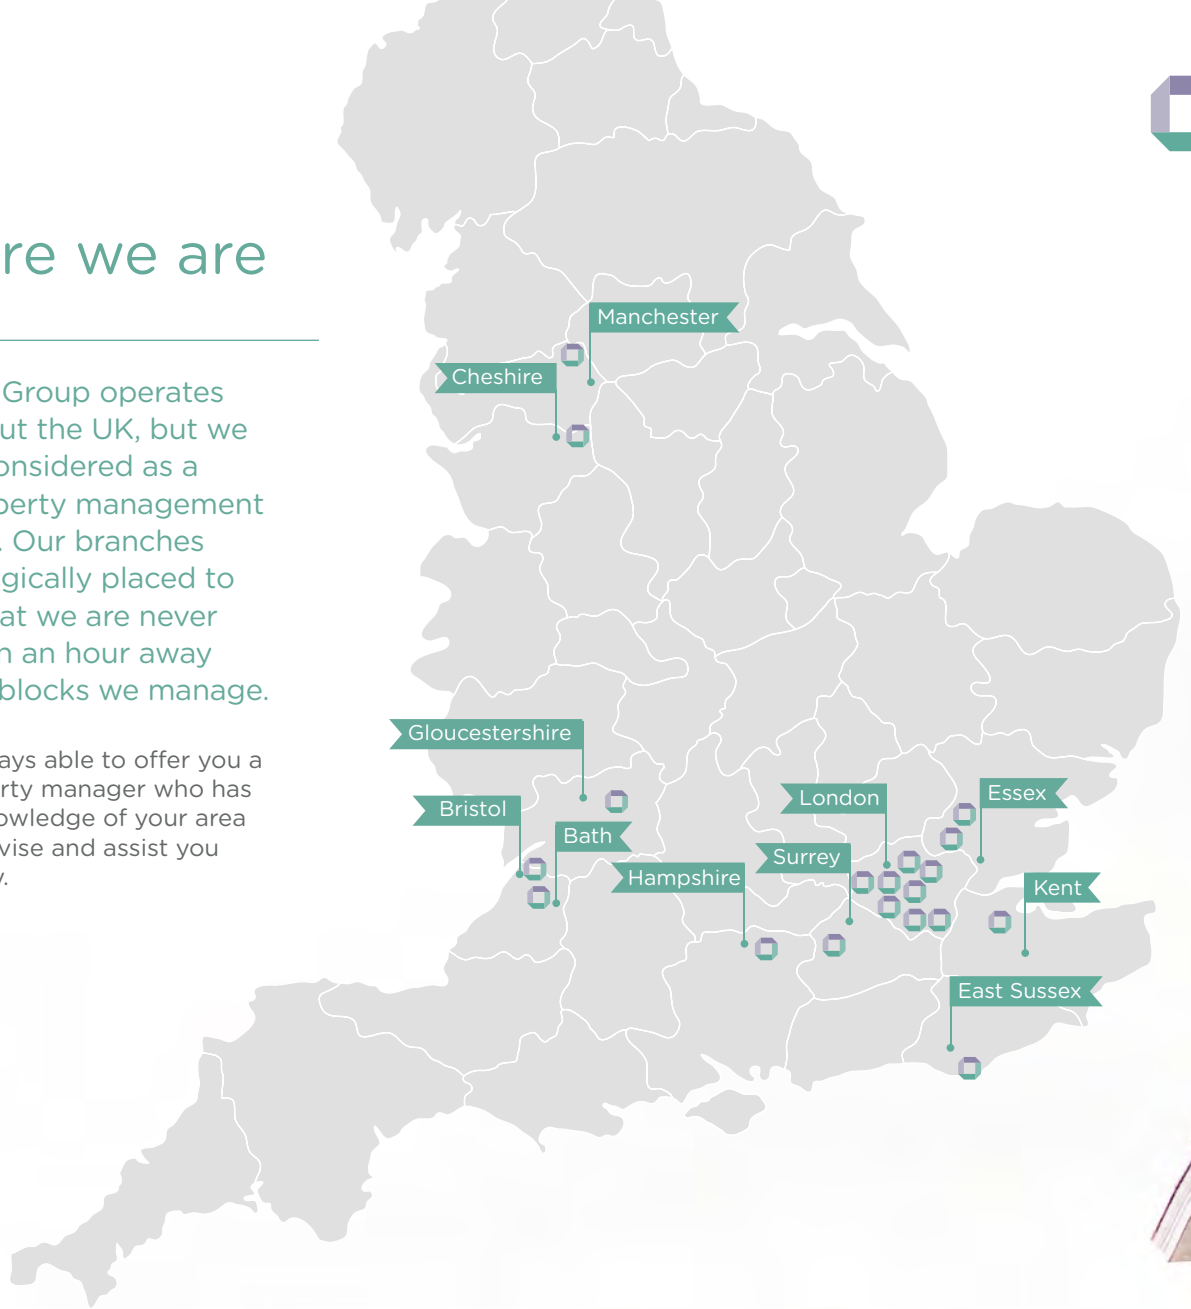 re we are
Group operates
ut the UK, but we
onsidered as a
perty management
. Our branches
gically placed to
at we are never
n an hour away
blocks we manage.
ays able to offer you a
rty manager who has
owledge of your area
vise and assist you
y.
Manchester
Cheshire
Gloucestershire
Bristol
Bath
Hampshire
Surrey
London
Essex
Kent
East Sussex